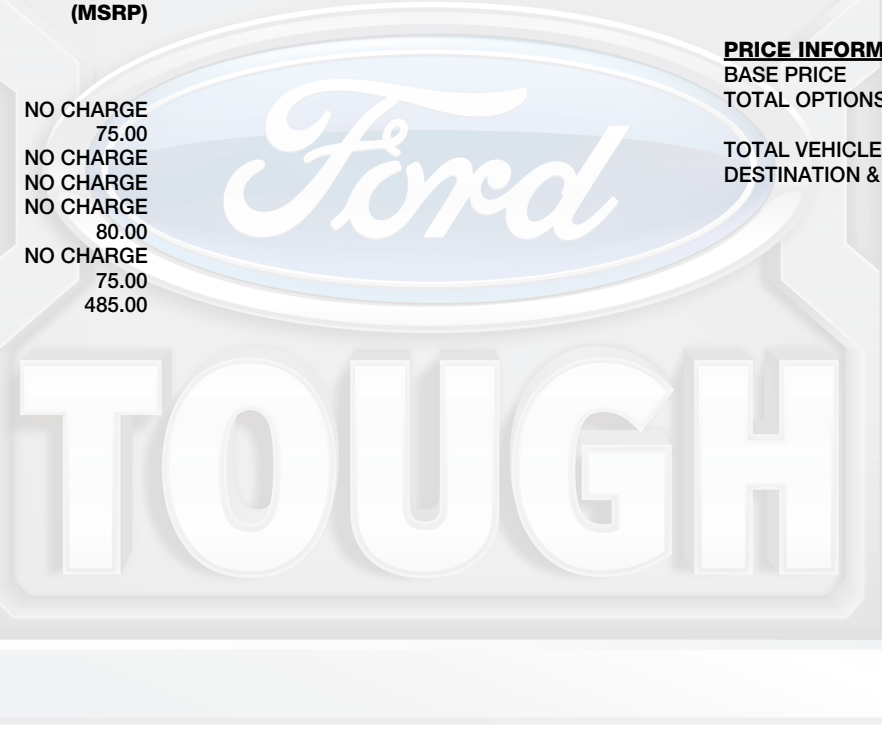 (MSRP)
NO CHARGE
75.00
NO CHARGE
NO CHARGE
NO CHARGE
80.00
NO CHARGE
75.00
485.00
PRICE INFORM
BASE PRICE
TOTAL OPTIONS
TOTAL VEHICLE
DESTINATION &
Ford
TOUGH